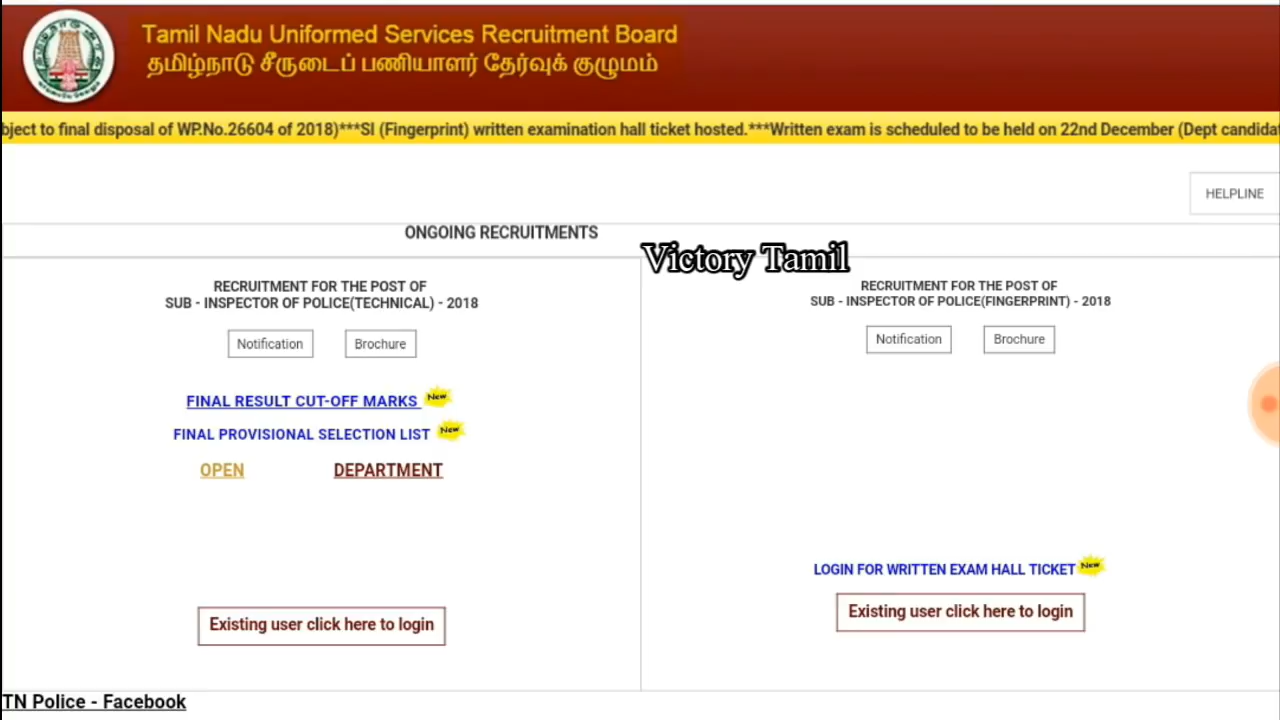 Tamil Nadu Uniformed Services Recruitment Board
தமிழ்நாடு சீருடைப் பணியாளர் தேர்வுக் குழுமம்
bject to final disposal of WP.No.26604 of 2018)***SI (Fingerprint) written examination hall ticket hosted.***Written exam is scheduled to be held on 22nd December (Dept candidat
HELPLINE
ONGOING RECRUITMENTS
Victory Tamil
RECRUITMENT FOR THE POST OF
SUB - INSPECTOR OF POLICE(TECHNICAL) - 2018
Notification Brochure
FINAL RESULT CUT-OFF MARKS New
FINAL PROVISIONAL SELECTION LIST New
OPEN DEPARTMENT
Existing user click here to login
RECRUITMENT FOR THE POST OF
SUB - INSPECTOR OF POLICE(FINGERPRINT) - 2018
Notification Brochure
LOGIN FOR WRITTEN EXAM HALL TICKET New
Existing user click here to login
TN Police - Facebook